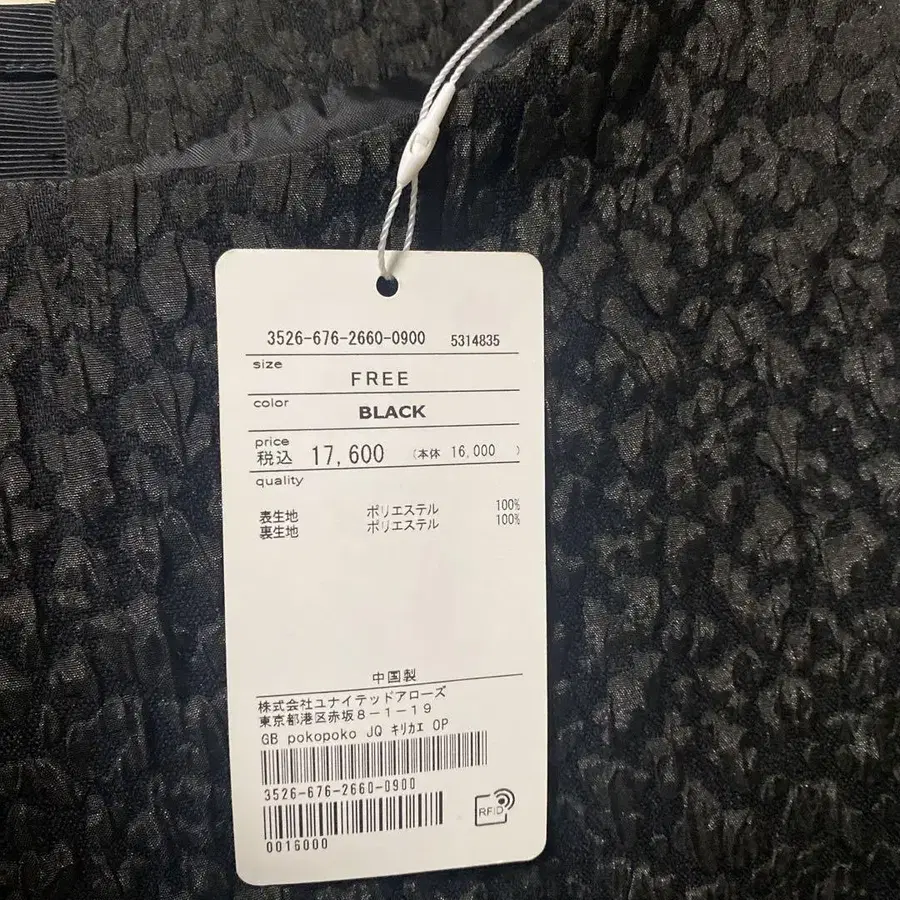 3526-676-2660-0900 5314835
size
FREE
color
BLACK
price
税込 17,600 (本体 16,000 )
quality
表生地 ポリエステル 100%
裏生地 ポリエステル 100%
中国製
株式会社ユナイテッドアローズ
東京都港区赤坂8-1-19
GB pokopoko JQ ｷﾘｶｴ OP
3526-676-2660-0900
RFID
0016000